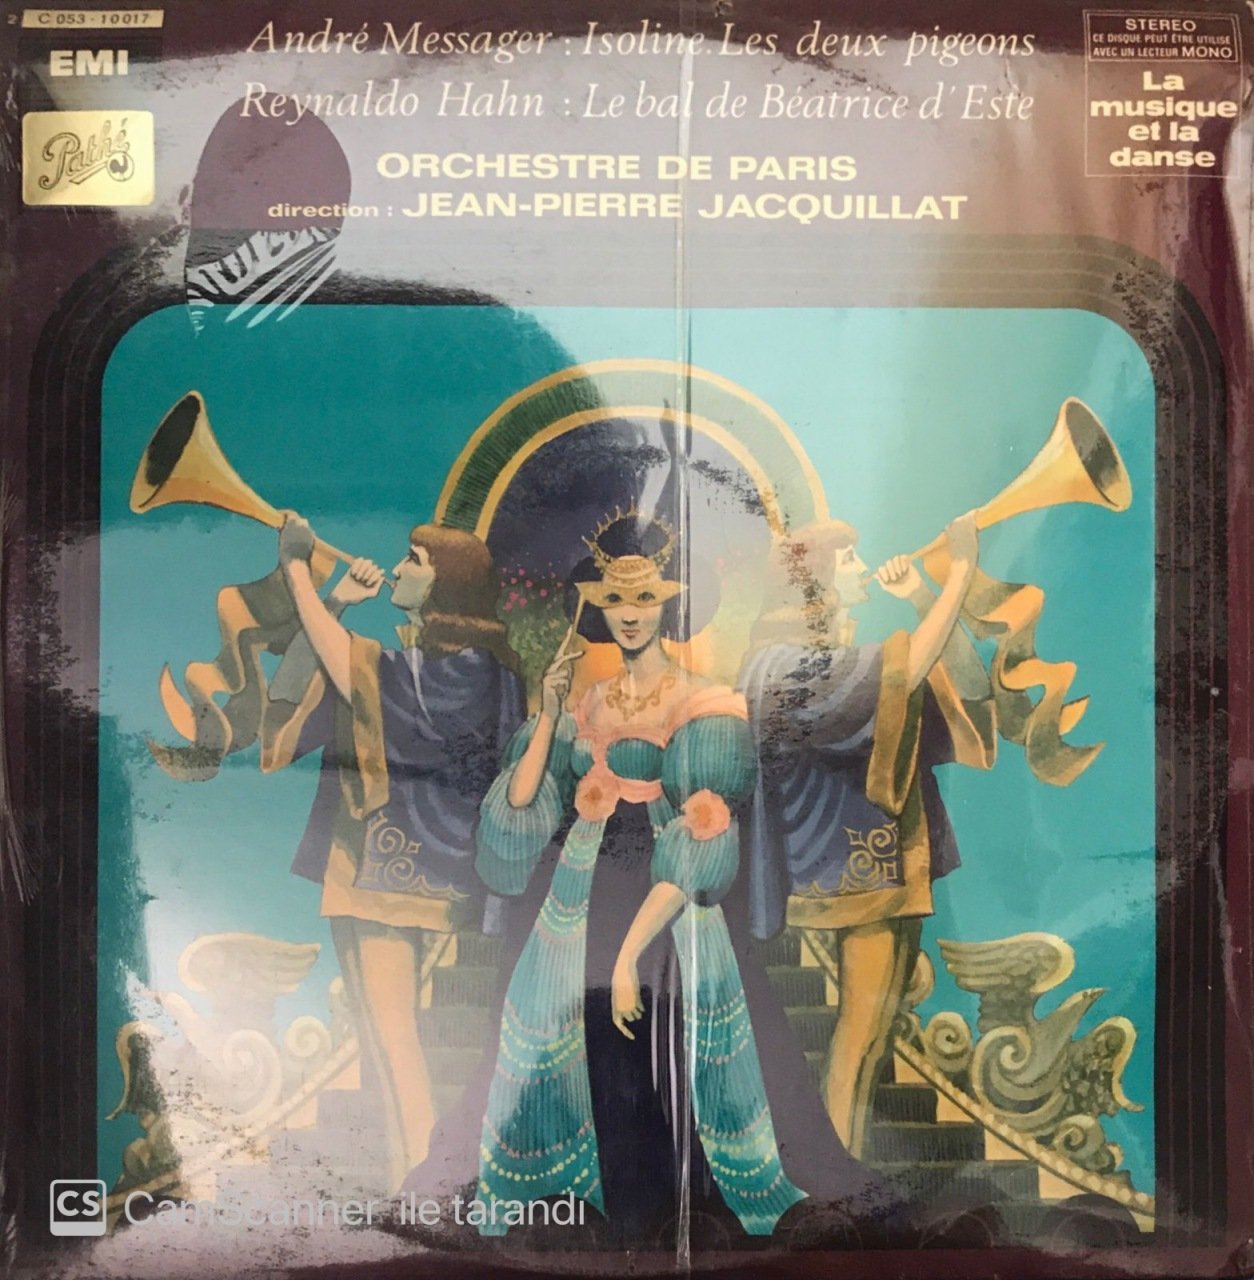 2 C 053 - 10017
EMI
Pathé
André Messager : Isoline. Les deux pigeons
Reynaldo Hahn : Le bal de Béatrice d'Este
ORCHESTRE DE PARIS
direction : JEAN-PIERRE JACQUILLAT
STEREO
CE DISQUE PEUT ÊTRE UTILISÉ
AVEC UN LECTEUR MONO
La
musique
et la
danse
CS CamScanner ile tarandı